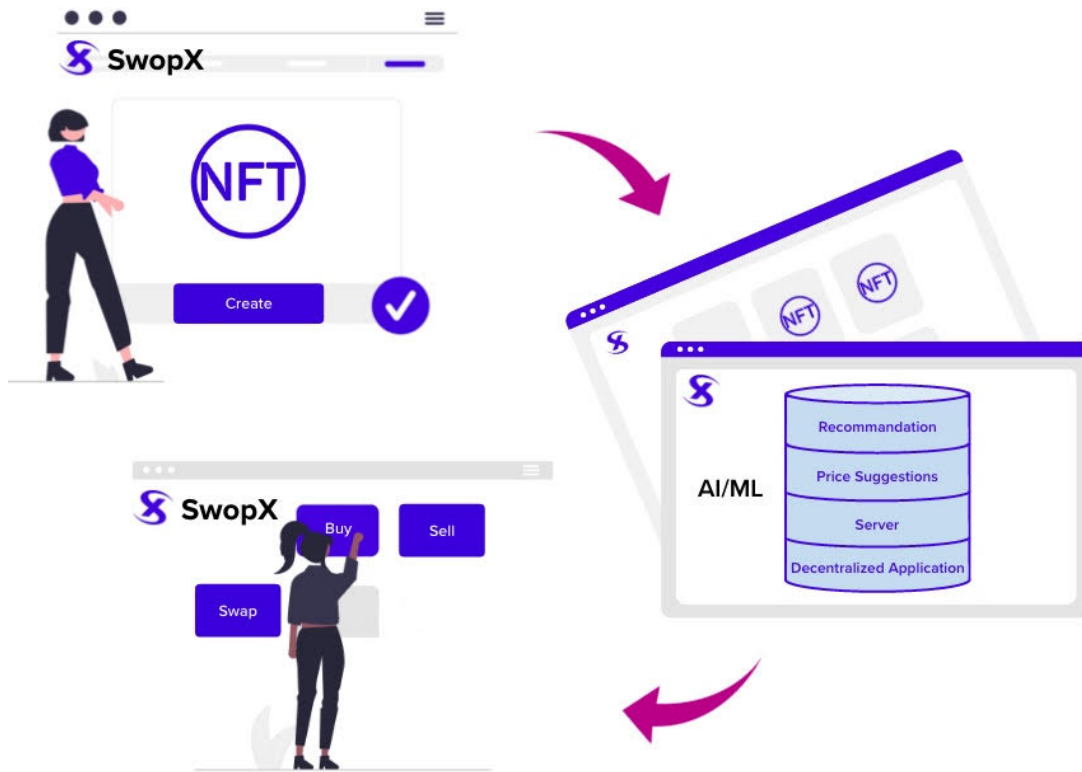 SwopX
NFT
Create
NFT
NFT
AI/ML
Recommandation
Price Suggestions
Server
Decentralized Application
SwopX
Buy
Sell
Swap